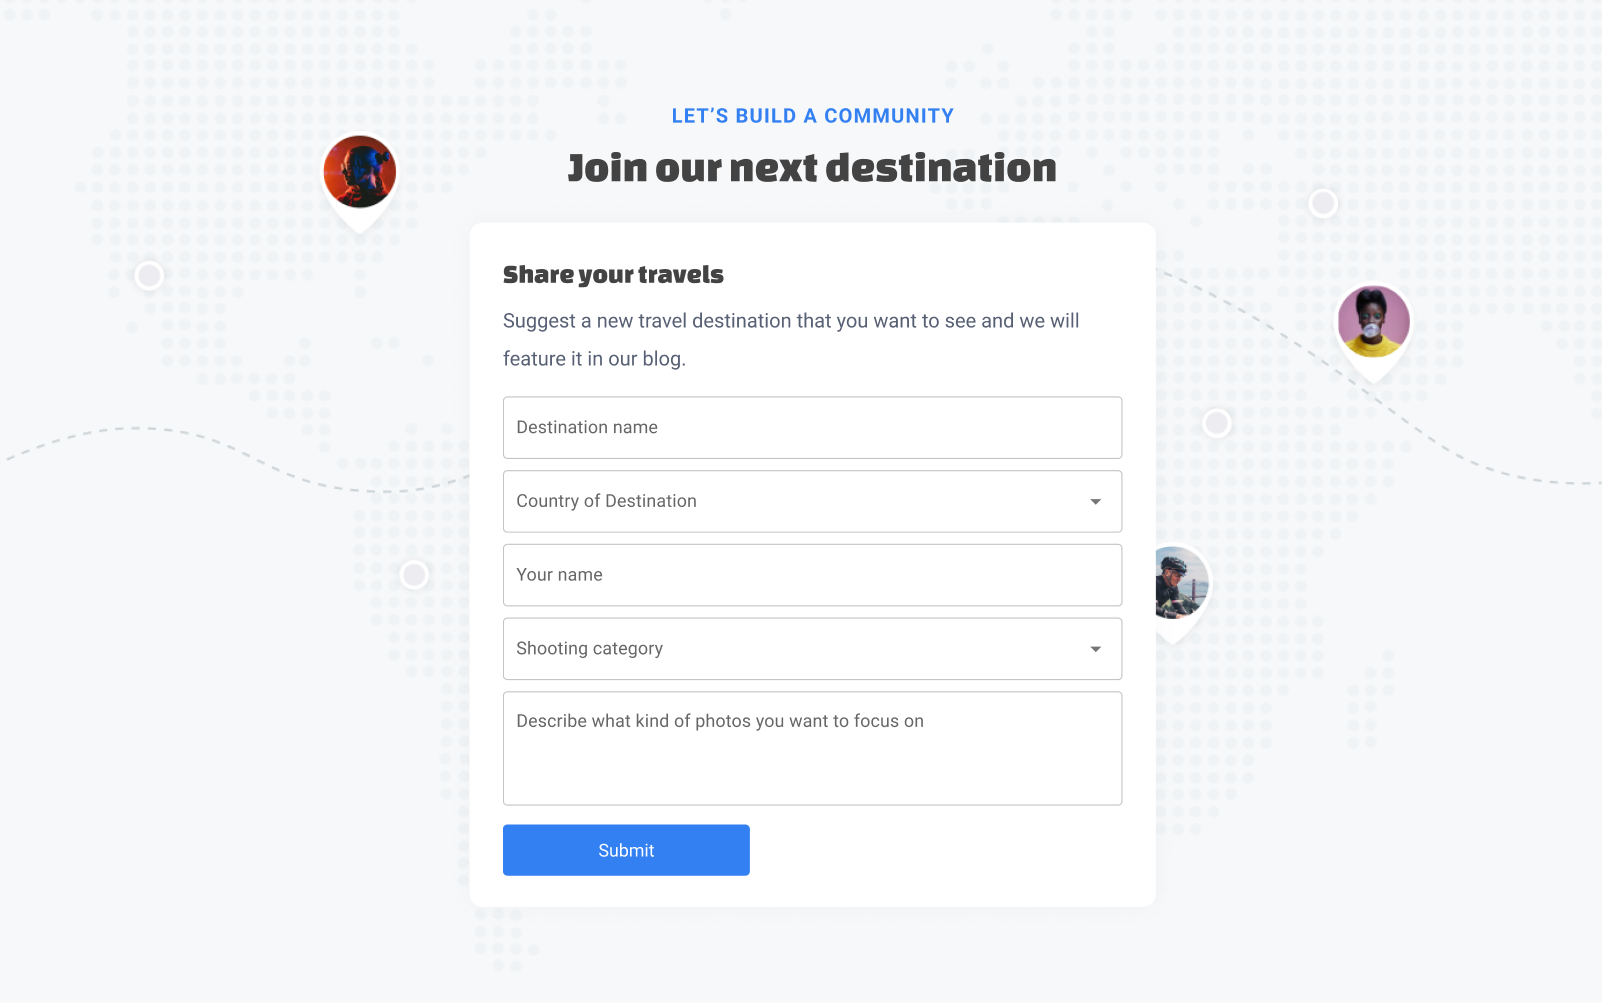 LET’S BUILD A COMMUNITY
Join our next destination
Share your travels
Suggest a new travel destination that you want to see and we will
feature it in our blog.
Destination name
Country of Destination
Your name
Shooting category
Describe what kind of photos you want to focus on
Submit